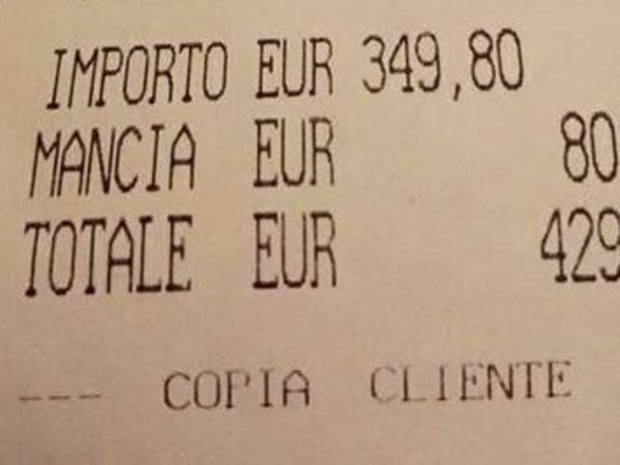 IMPORTO EUR 349,80
MANCIA EUR 80
TOTALE EUR 429
--- COPIA CLIENTE